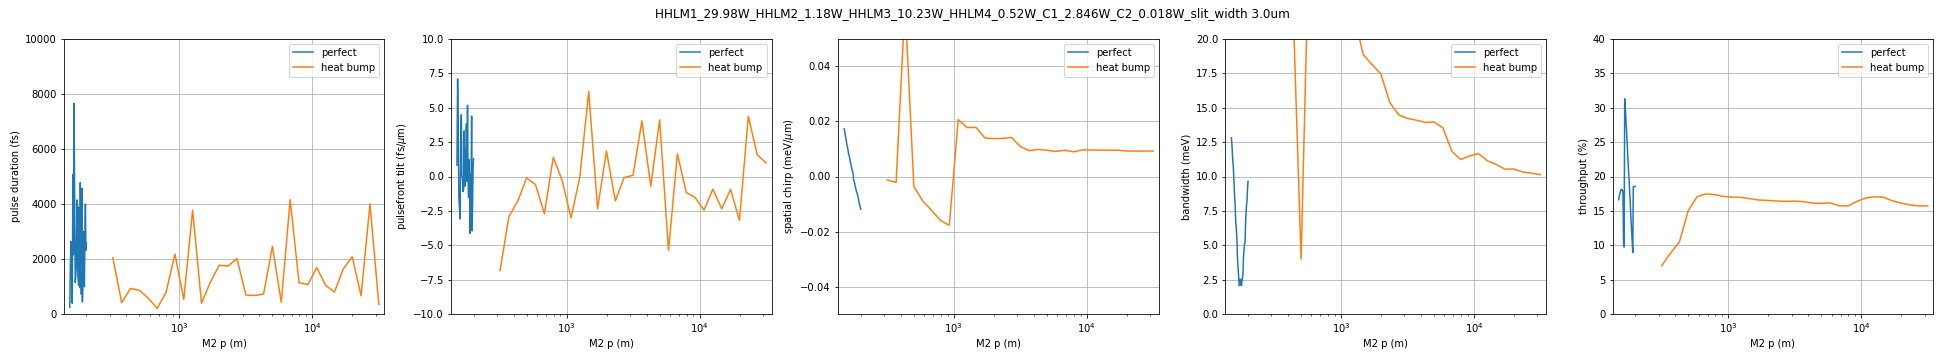 HHLM1_29.98W_HHLM2_1.18W_HHLM3_10.23W_HHLM4_0.52W_C1_2.846W_C2_0.018W_slit_width 3.0um
pulse duration (fs)
10000
8000
6000
4000
2000
0
perfect
heat bump
10³
10⁴
M2 p (m)
pulsefront tilt (fs/μm)
10.0
7.5
5.0
2.5
0.0
−2.5
−5.0
−7.5
−10.0
perfect
heat bump
10³
10⁴
M2 p (m)
spatial chirp (meV/μm)
0.04
0.02
0.00
−0.02
−0.04
perfect
heat bump
10³
10⁴
M2 p (m)
bandwidth (meV)
20.0
17.5
15.0
12.5
10.0
7.5
5.0
2.5
0.0
perfect
heat bump
10³
10⁴
M2 p (m)
throughput (%)
40
35
30
25
20
15
10
5
0
perfect
heat bump
10³
10⁴
M2 p (m)